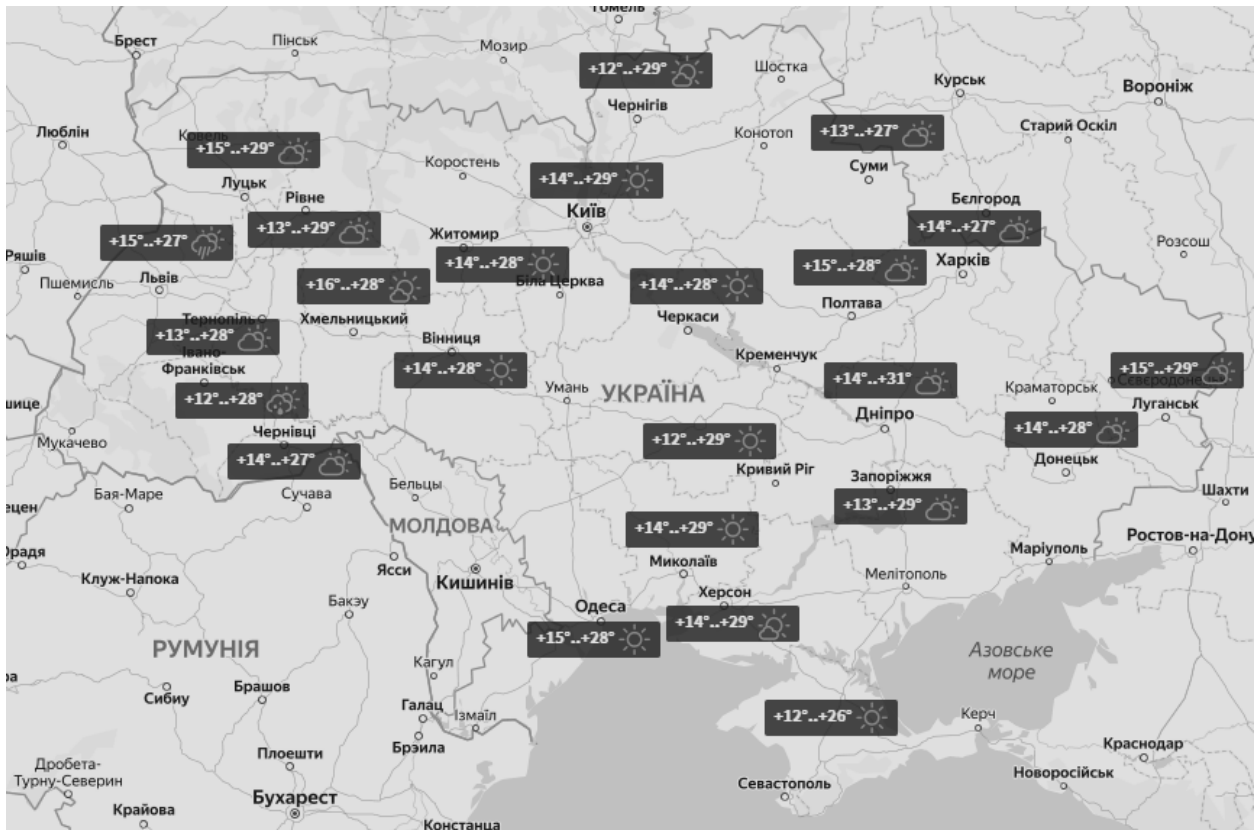 Гомель
Брест
Пінськ
Мозир
+12°..+29°
Шостка
Курськ
Вороніж
Чернігів
Люблін
Ковель
Конотоп
+13°..+27°
Старий Оскіл
+15°..+29°
Коростень
Суми
Луцьк
+14°..+29°
Рівне
Київ
Бєлгород
+13°..+29°
+14°..+27°
Житомир
+15°..+27°
Розсош
Ряшів
+14°..+28°
Харків
+15°..+28°
Пшемисль
Львів
Біла Церква
+16°..+28°
+14°..+28°
Полтава
Тернопіль
Хмельницький
Черкаси
+13°..+28°
Вінниця
Івано-
Франківськ
Кременчук
+14°..+28°
+15°..+29°
Сєвєродонецьк
+14°..+31°
Умань
УКРАЇНА
Краматорськ
+12°..+28°
шице
Луганськ
Дніпро
Чернівці
+14°..+28°
Мукачево
+12°..+29°
Донецьк
+14°..+27°
Кривий Ріг
Запоріжжя
Бая-Маре
Сучава
Бельцы
Шахти
ецен
+13°..+29°
МОЛДОВА
+14°..+29°
Ростов-на-Дону
Орадя
Маріуполь
Миколаїв
Ясси
Клуж-Напока
Кишинів
Мелітополь
Херсон
Бакэу
Одеса
+14°..+29°
+15°..+28°
РУМУНІЯ
Азовське
море
Кагул
ра
Сибиу
Брашов
Галац
Ізмаїл
+12°..+26°
Керч
Брэила
Плоешти
Краснодар
Дробета-
Турну-Северин
Новоросійськ
Севастополь
Бухарест
Крайова
Констанца